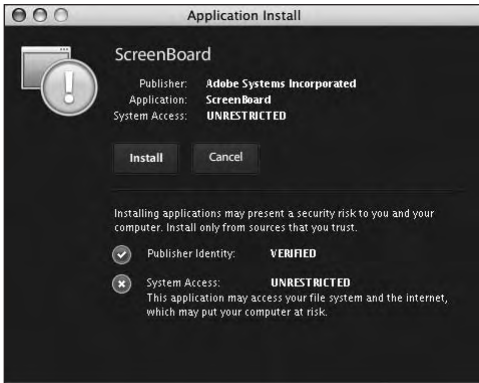 Application Install
ScreenBoard
Publisher: Adobe Systems Incorporated
Application: ScreenBoard
System Access: UNRESTRICTED
Install Cancel
Installing applications may present a security risk to you and your
computer. Install only from sources that you trust.
Publisher Identity: VERIFIED
System Access: UNRESTRICTED
This application may access your file system and the internet,
which may put your computer at risk.